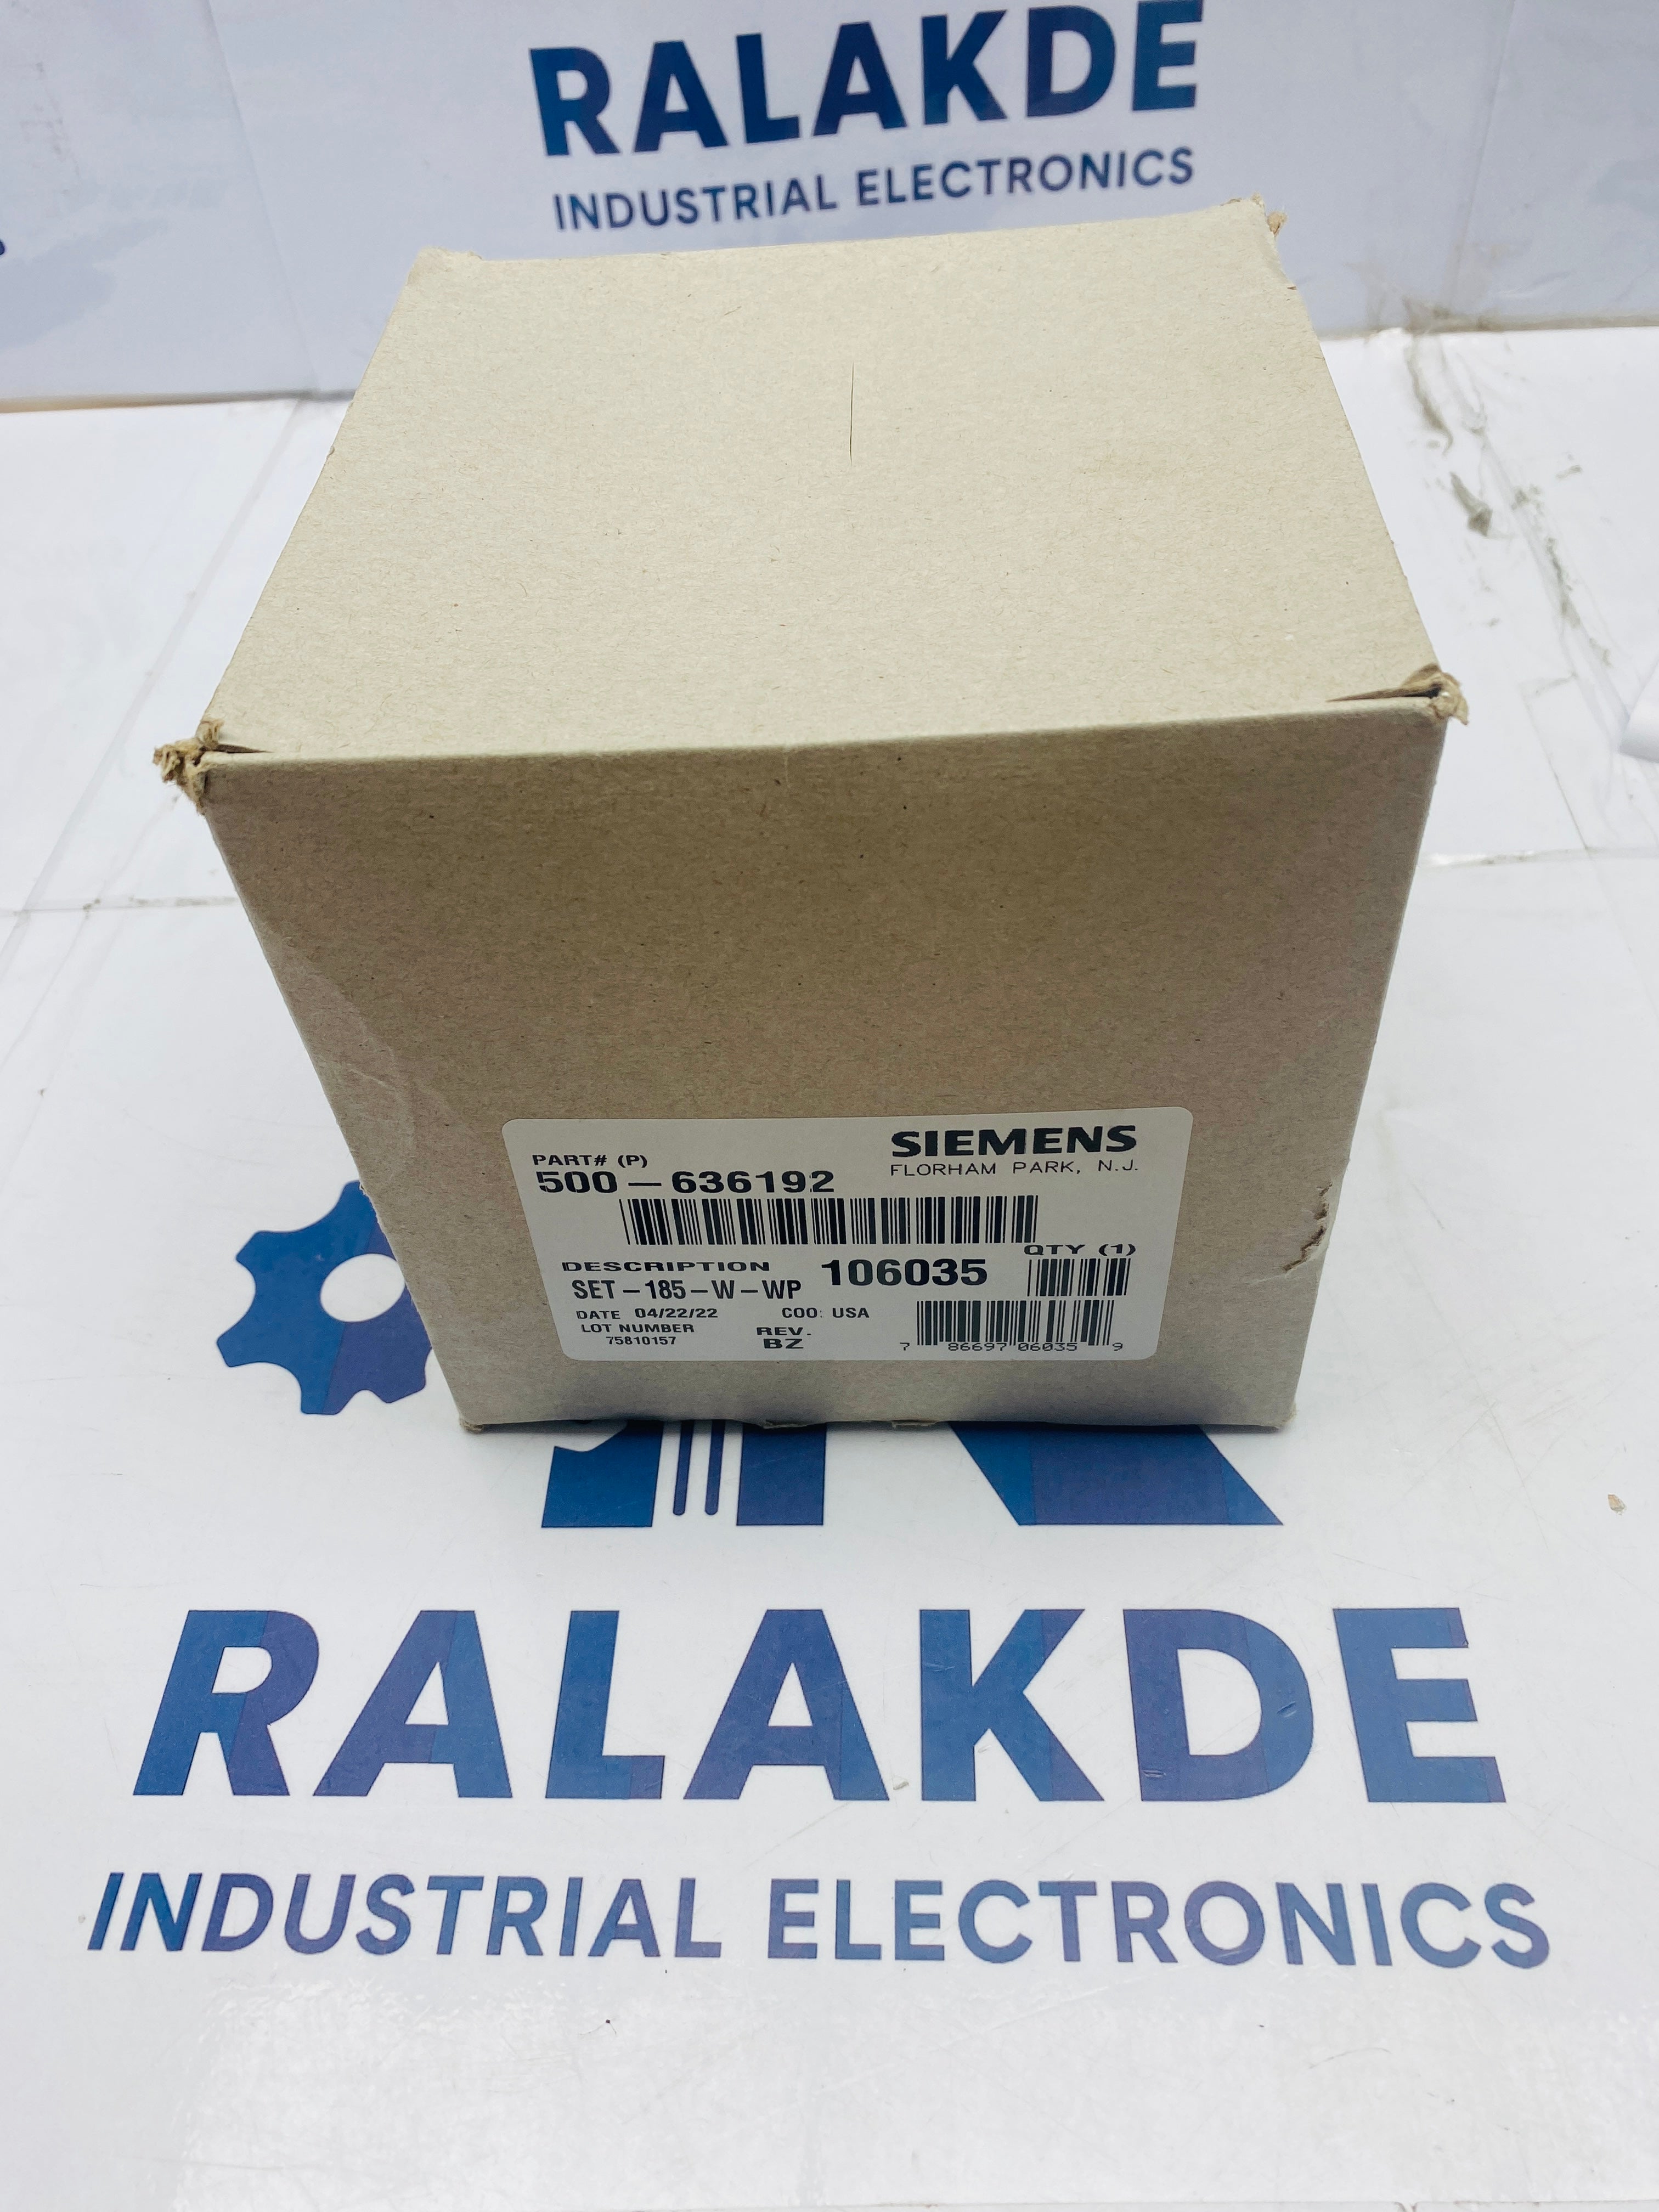 RALAKDE
INDUSTRIAL ELECTRONICS
SIEMENS
FLORHAM PARK, N.J.
PART# (P)
500-636192
QTY (1)
DESCRIPTION 106035
SET-185-W-WP
DATE 04/22/22 COO: USA
LOT NUMBER REV.
75810157 BZ
7 86697 06035 9
RALAKDE
INDUSTRIAL ELECTRONICS